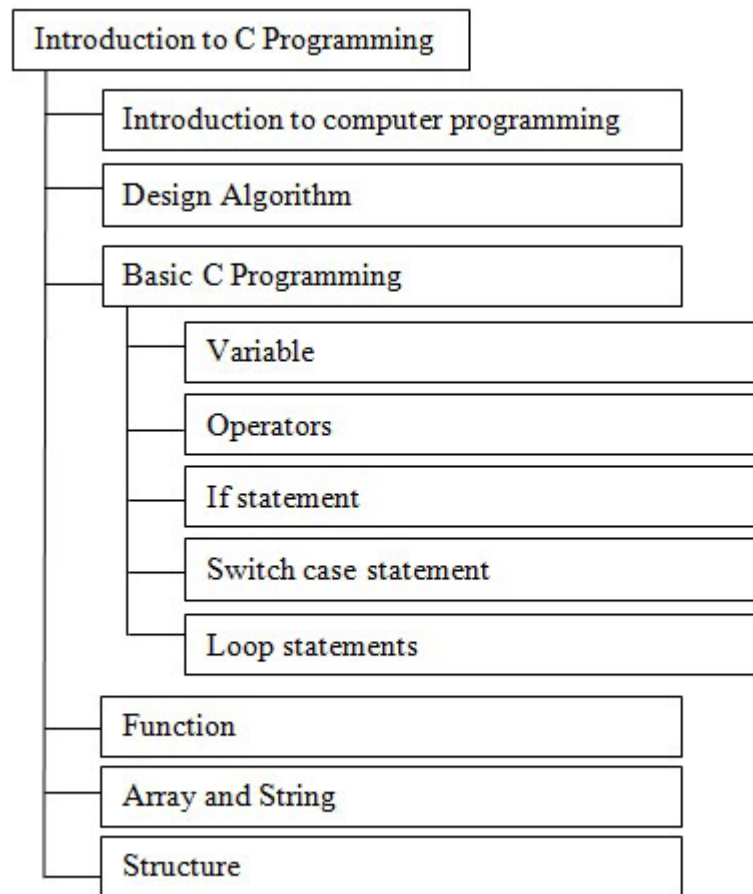 Introduction to C Programming
Introduction to computer programming
Design Algorithm
Basic C Programming
Variable
Operators
If statement
Switch case statement
Loop statements
Function
Array and String
Structure